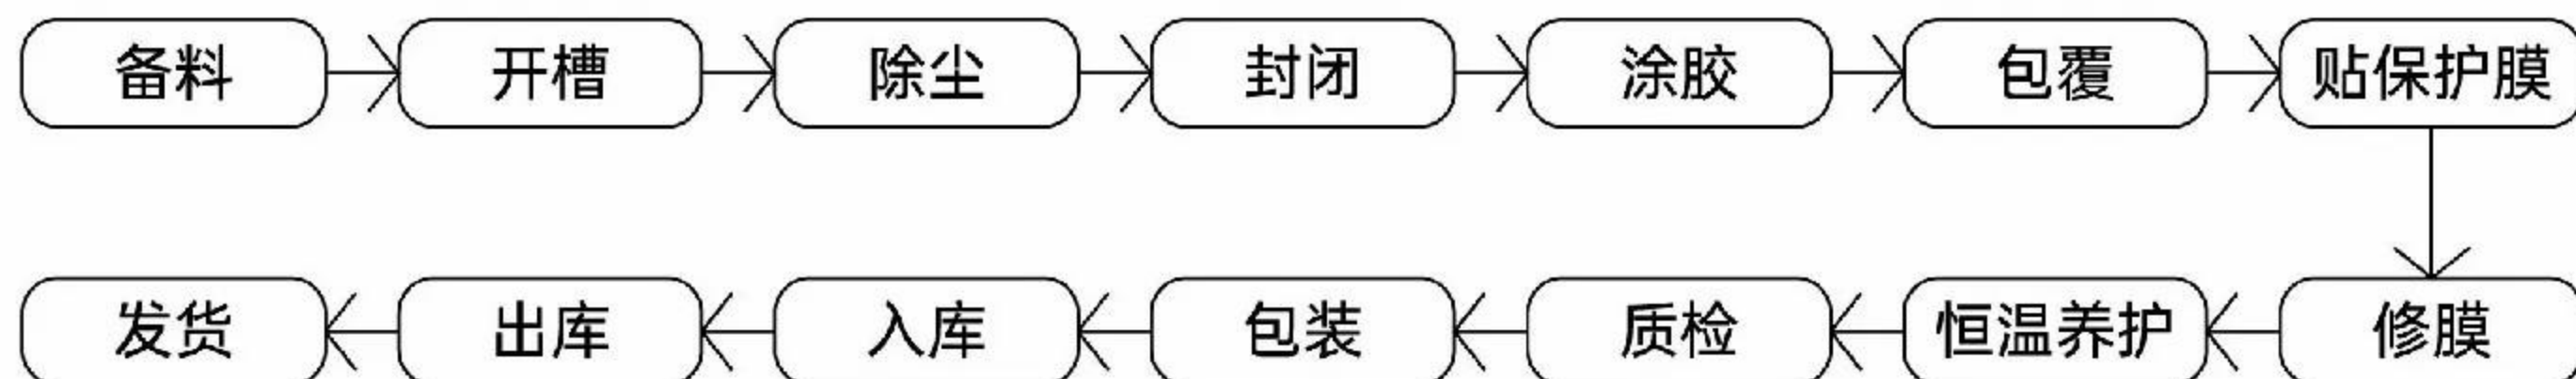 备料 开槽 除尘 封闭 涂胶 包覆 贴保护膜
发货 出库 入库 包装 质检 恒温养护 修膜